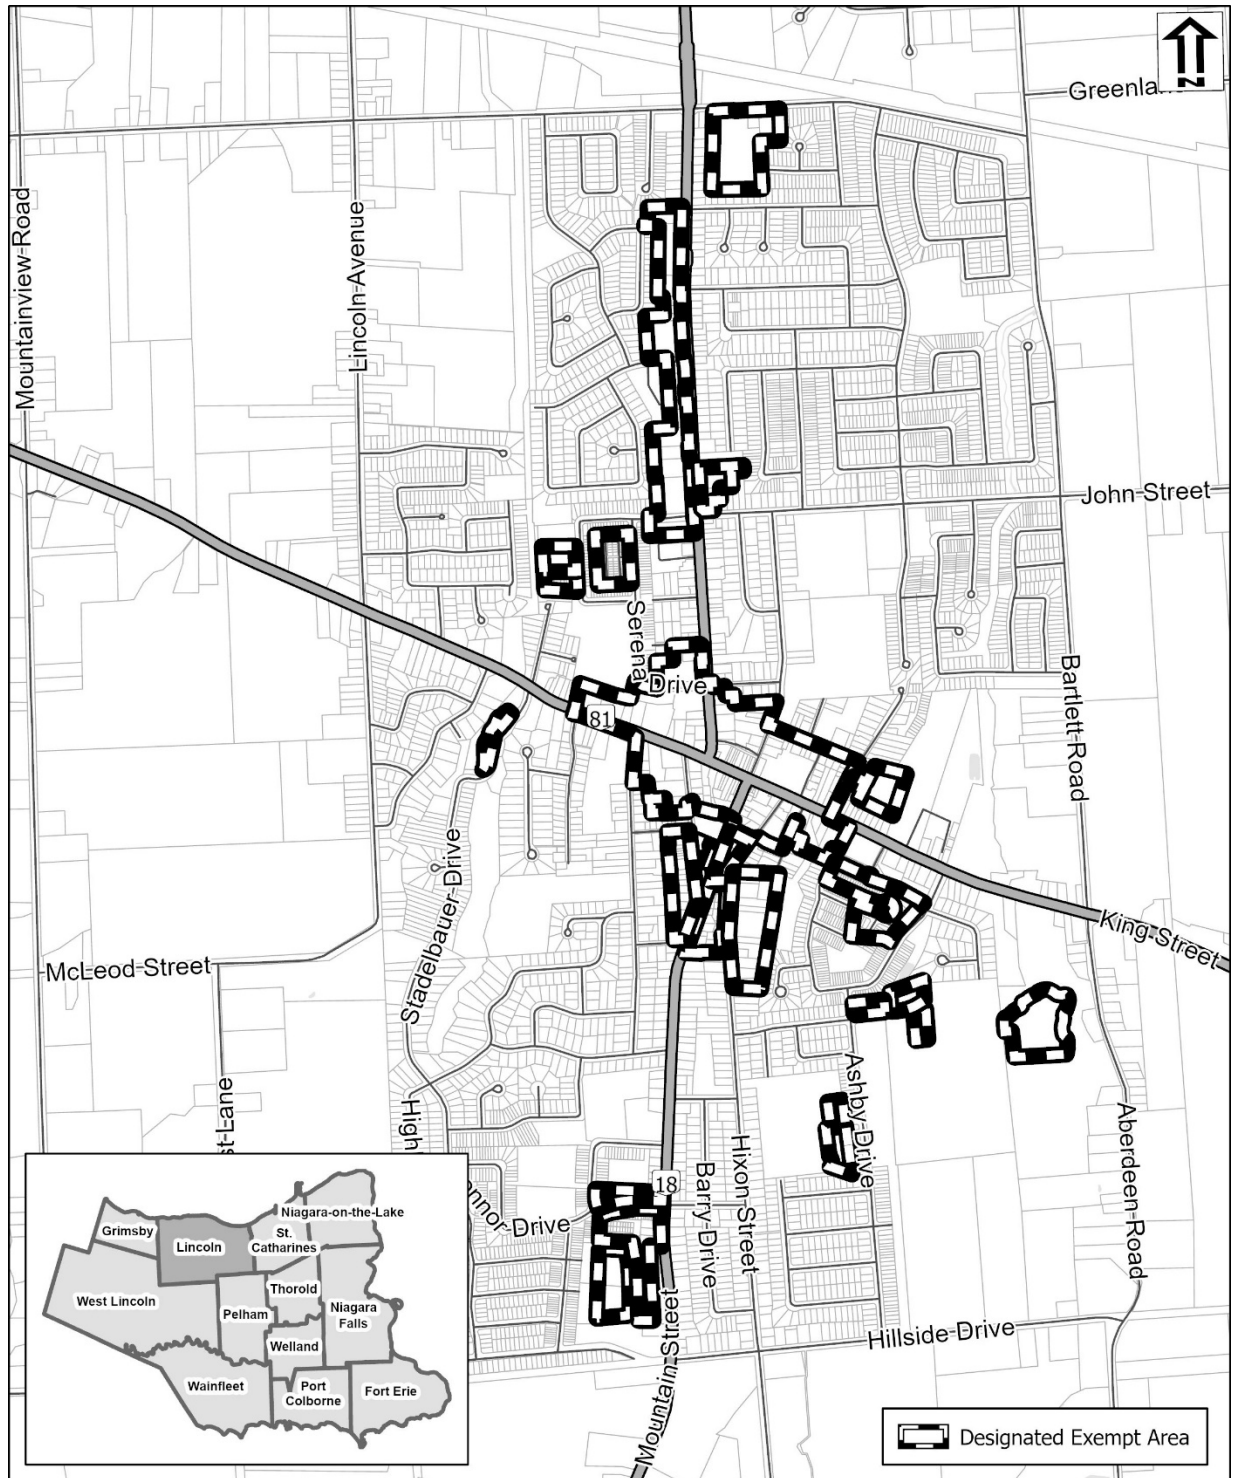 N
Greenlane
Mountainview Road
Lincoln Avenue
John Street
Serena
Drive
81
Bartlett Road
Stadelbauer Drive
King Street
McLeod Street
Ashby Drive
High
Hixon Street
Barry Drive
Aberdeen Road
18
Drive
Mountain Street
Hillside Drive
Niagara-on-the-Lake
Grimsby
St.
Catharines
Lincoln
Thorold
West Lincoln
Pelham
Niagara
Falls
Welland
Wainfleet
Port
Colborne
Fort Erie
Designated Exempt Area